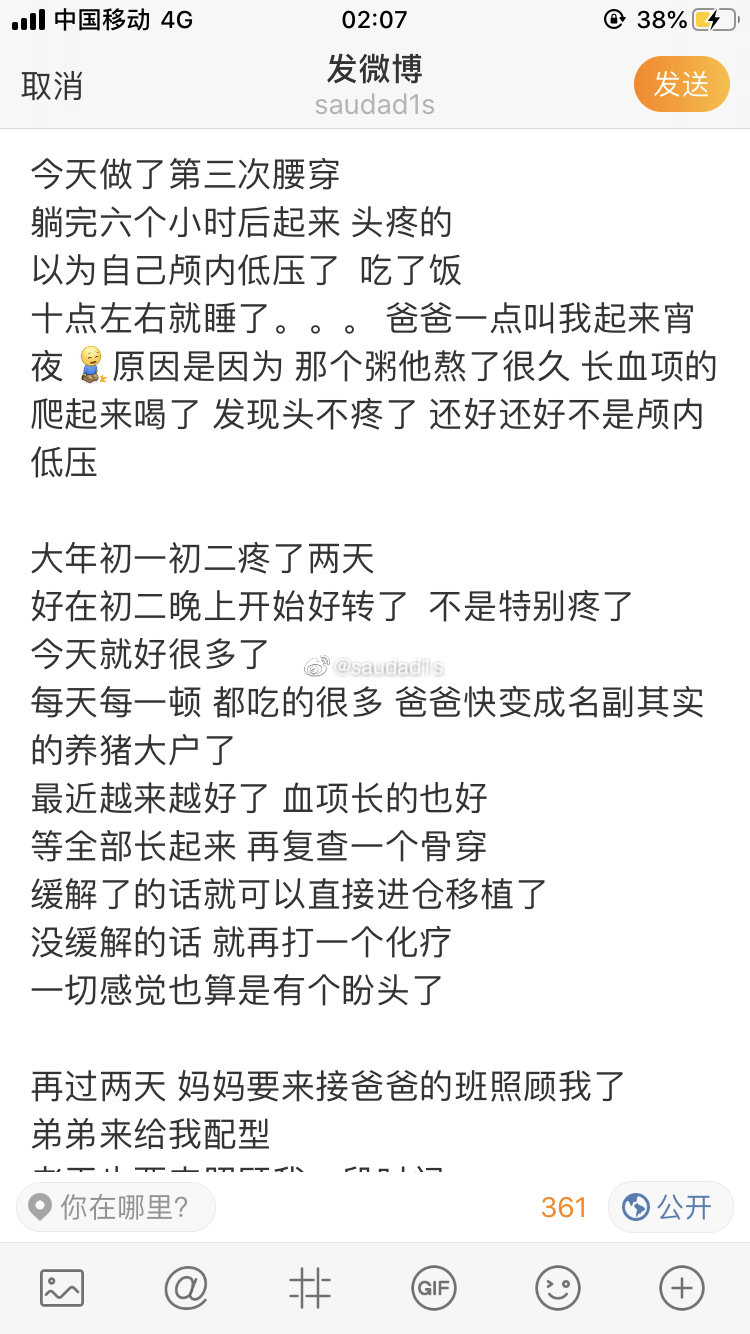 中国移动 4G 02:07 38%
取消 发微博 发送
saudad1s
今天做了第三次腰穿
躺完六个小时后起来 头疼的
以为自己颅内低压了 吃了饭
十点左右就睡了。。。 爸爸一点叫我起来宵
夜 原因是因为 那个粥他熬了很久 长血项的
爬起来喝了 发现头不疼了 还好还好不是颅内
低压
大年初一初二疼了两天
好在初二晚上开始好转了 不是特别疼了
今天就好很多了
@saudad1s
每天每一顿 都吃的很多 爸爸快变成名副其实
的养猪大户了
最近越来越好了 血项长的也好
等全部长起来 再复查一个骨穿
缓解了的话就可以直接进仓移植了
没缓解的话 就再打一个化疗
一切感觉也算是有个盼头了
再过两天 妈妈要来接爸爸的班照顾我了
弟弟来给我配型
你在哪里? 361 公开
GIF